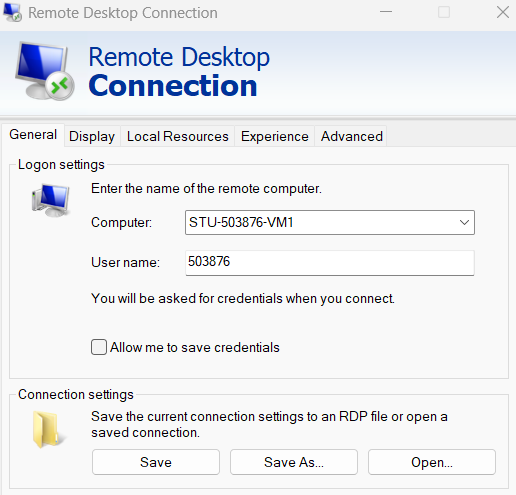 Remote Desktop Connection
Remote Desktop
Connection
General Display Local Resources Experience Advanced
Logon settings
Enter the name of the remote computer.
Computer: STU-503876-VM1
User name: 503876
You will be asked for credentials when you connect.
Allow me to save credentials
Connection settings
Save the current connection settings to an RDP file or open a
saved connection.
Save Save As... Open...